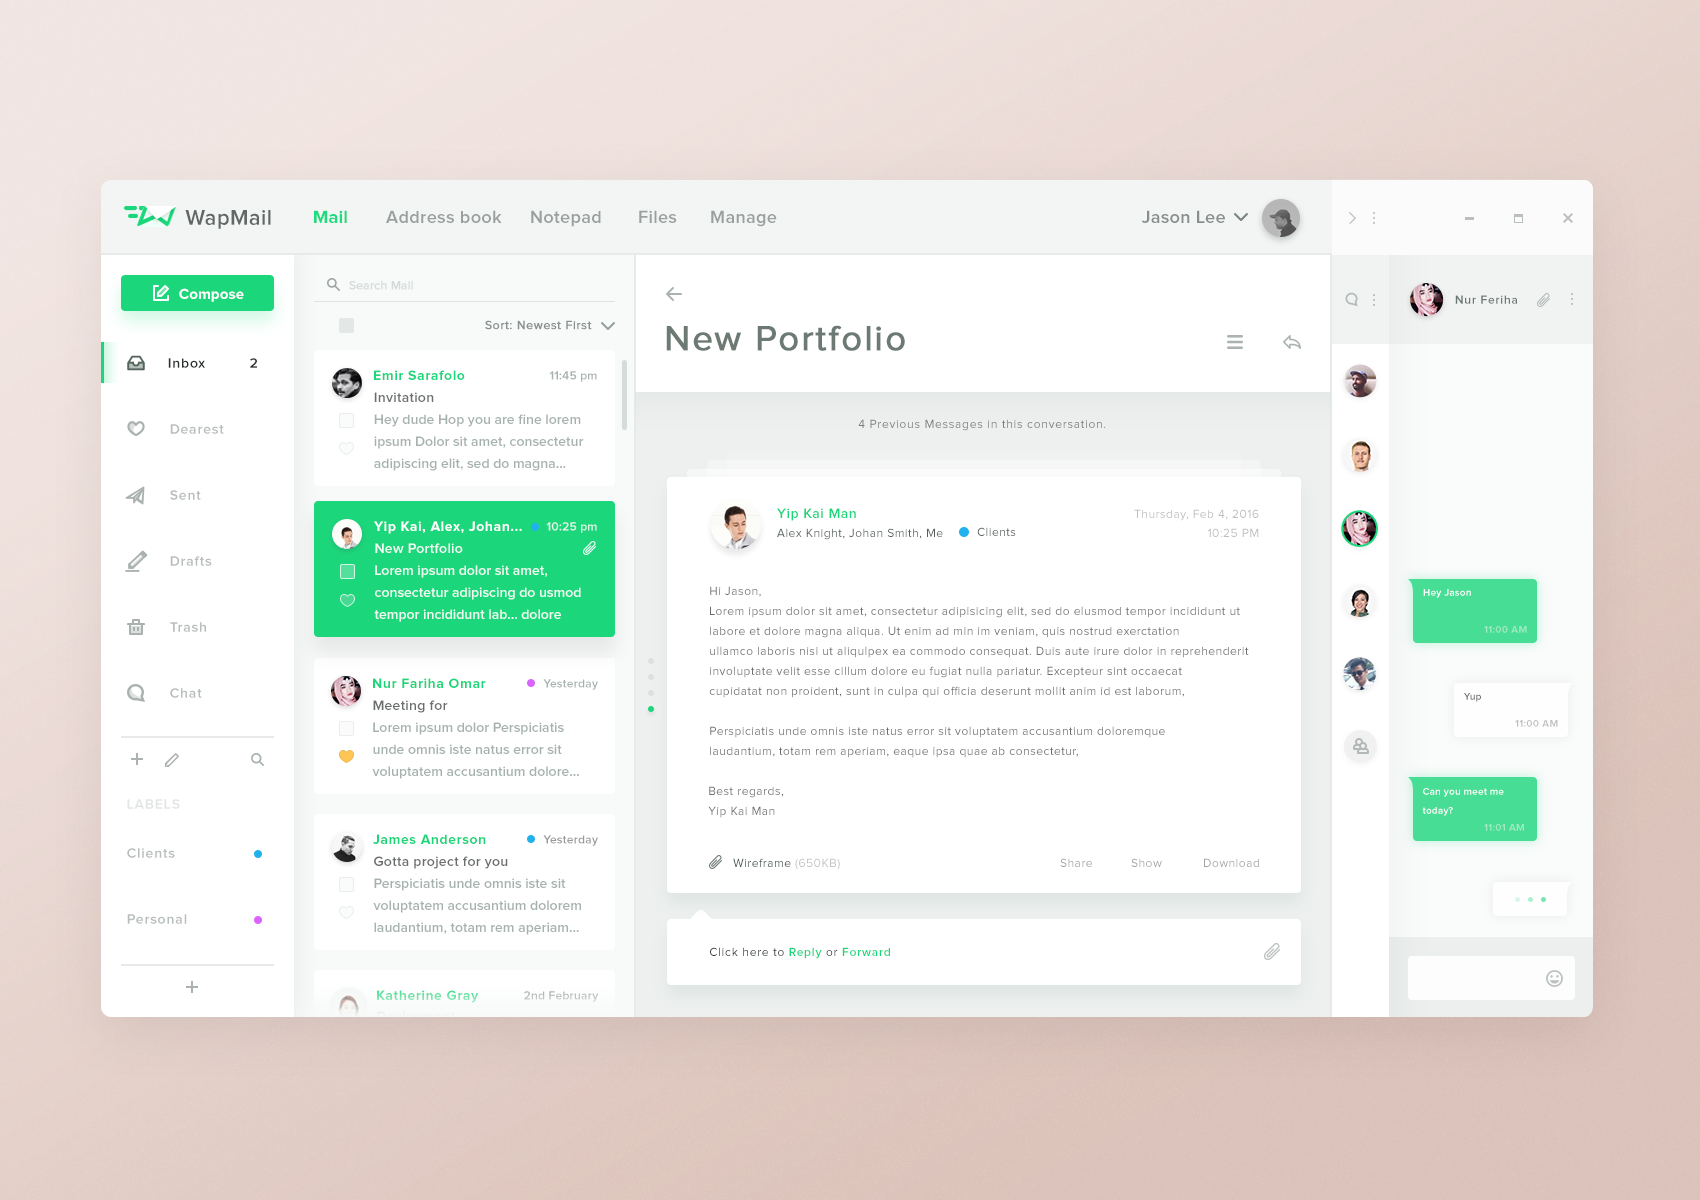 WapMail
Mail
Address book
Notepad
Files
Manage
Jason Lee
Compose
Inbox 2
Dearest
Sent
Drafts
Trash
Chat
LABELS
Clients
Personal
Search Mail
Sort: Newest First
Emir Sarafolo 11:45 pm
Invitation
Hey dude Hop you are fine lorem
ipsum Dolor sit amet, consectetur
adipiscing elit, sed do magna...
Yip Kai, Alex, Johan... 10:25 pm
New Portfolio
Lorem ipsum dolor sit amet,
consectetur adipiscing do usmod
tempor incididunt lab... dolore
Nur Fariha Omar Yesterday
Meeting for
Lorem ipsum dolor Perspiciatis
unde omnis iste natus error sit
voluptatem accusantium dolore...
James Anderson Yesterday
Gotta project for you
Perspiciatis unde omnis iste sit
voluptatem accusantium dolorem
laudantium, totam rem aperiam...
Katherine Gray 2nd February
New Portfolio
4 Previous Messages in this conversation.
Yip Kai Man
Thursday, Feb 4, 2016
Alex Knight, Johan Smith, Me Clients
10:25 PM
Hi Jason,
Lorem ipsum dolor sit amet, consectetur adipisicing elit, sed do eiusmod tempor incididunt ut
labore et dolore magna aliqua. Ut enim ad min im veniam, quis nostrud exerctation
ullamco laboris nisi ut aliquipex ea commodo consequat. Duis aute irure dolor in reprehenderit
involuptate velit esse cillum dolore eu fugiat nulla pariatur. Excepteur sint occaecat
cupidatat non proident, sunt in culpa qui officia deserunt mollit anim id est laborum,
Perspiciatis unde omnis iste natus error sit voluptatem accusantium doloremque
laudantium, totam rem aperiam, eaque ipsa quae ab consectetur,
Best regards,
Yip Kai Man
Wireframe (650KB)
Share
Show
Download
Click here to Reply or Forward
Nur Feriha
Hey Jason
11:00 AM
Yup
11:00 AM
Can you meet me
today?
11:01 AM